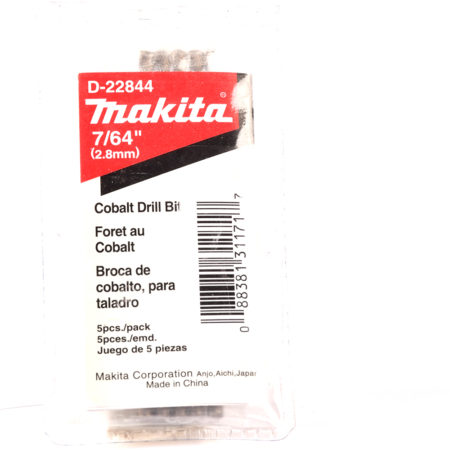 D-22844
makita®
7/64"
(2.8mm)
Cobalt Drill Bit
Foret au
Cobalt
Broca de
cobalto, para
taladro
5pcs./pack
5pces./emd.
Juego de 5 piezas
0 88381 31171 7
Makita Corporation Anjo,Aichi,Japan
Made in China